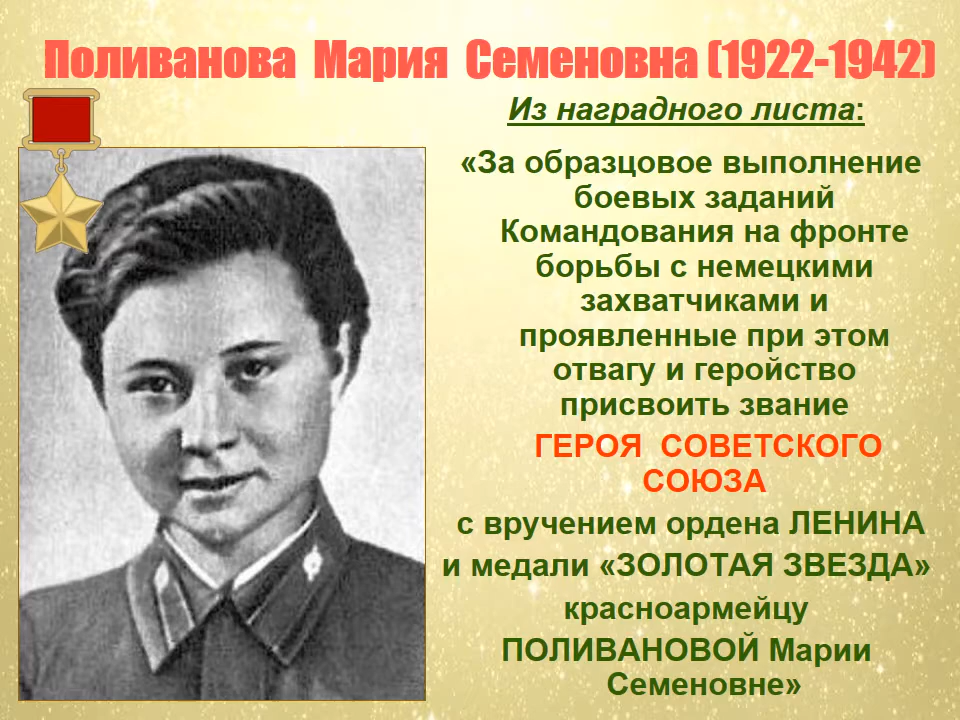 Поливанова Мария Семеновна (1922-1942)
Из наградного листа:
«За образцовое выполнение
боевых заданий
Командования на фронте
борьбы с немецкими
захватчиками и
проявленные при этом
отвагу и геройство
присвоить звание
ГЕРОЯ СОВЕТСКОГО
СОЮЗА
с вручением ордена ЛЕНИНА
и медали «ЗОЛОТАЯ ЗВЕЗДА»
красноармейцу
ПОЛИВАНОВОЙ Марии
Семеновне»